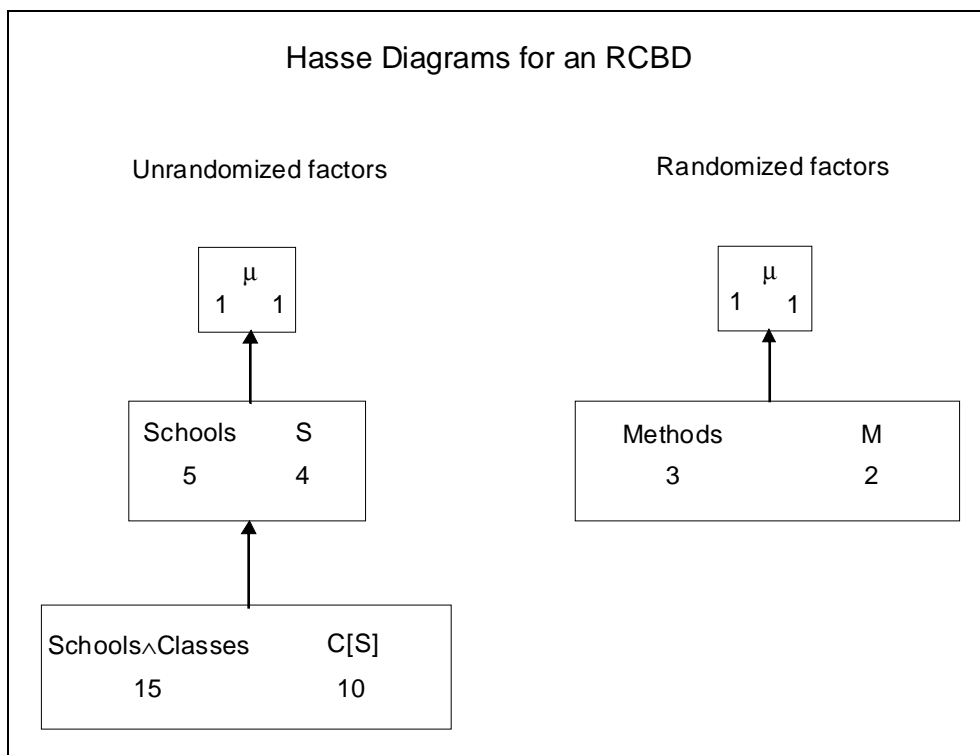 Hasse Diagrams for an RCBD
Unrandomized factors
Randomized factors
μ
1 1
μ
1 1
Schools S
5 4
Methods M
3 2
Schools∧Classes C[S]
15 10